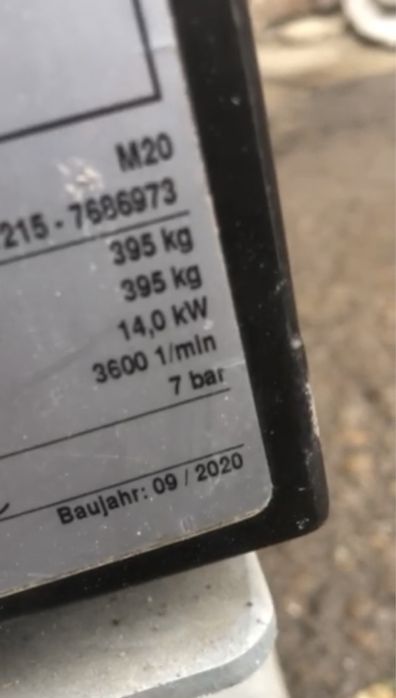 M20
215 - 7686973
395 kg
395 kg
14,0 kW
3600 1/min
7 bar
Baujahr: 09 / 2020